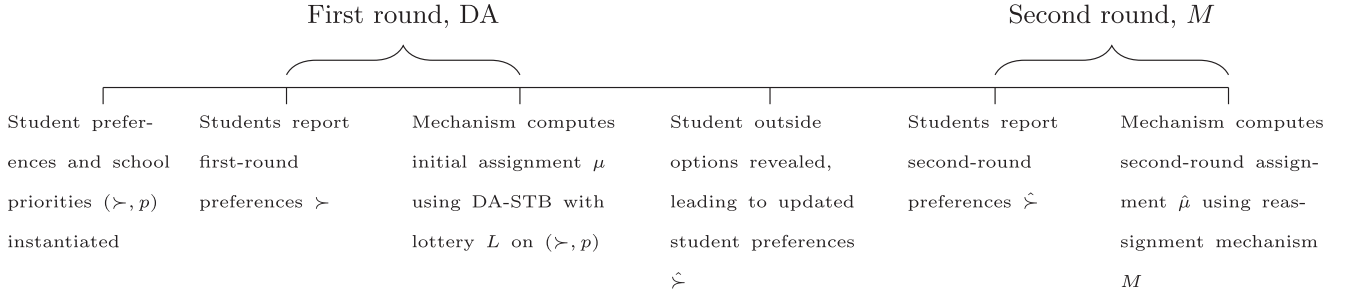 First round, DA
Second round, M
Student prefer-
ences and school
priorities (≻, p)
instantiated
Students report
first-round
preferences ≻
Mechanism computes
initial assignment μ
using DA-STB with
lottery L on (≻, p)
Student outside
options revealed,
leading to updated
student preferences
≻̂
Students report
second-round
preferences ≻̂
Mechanism computes
second-round assign-
ment μ̂ using reas-
signment mechanism
M